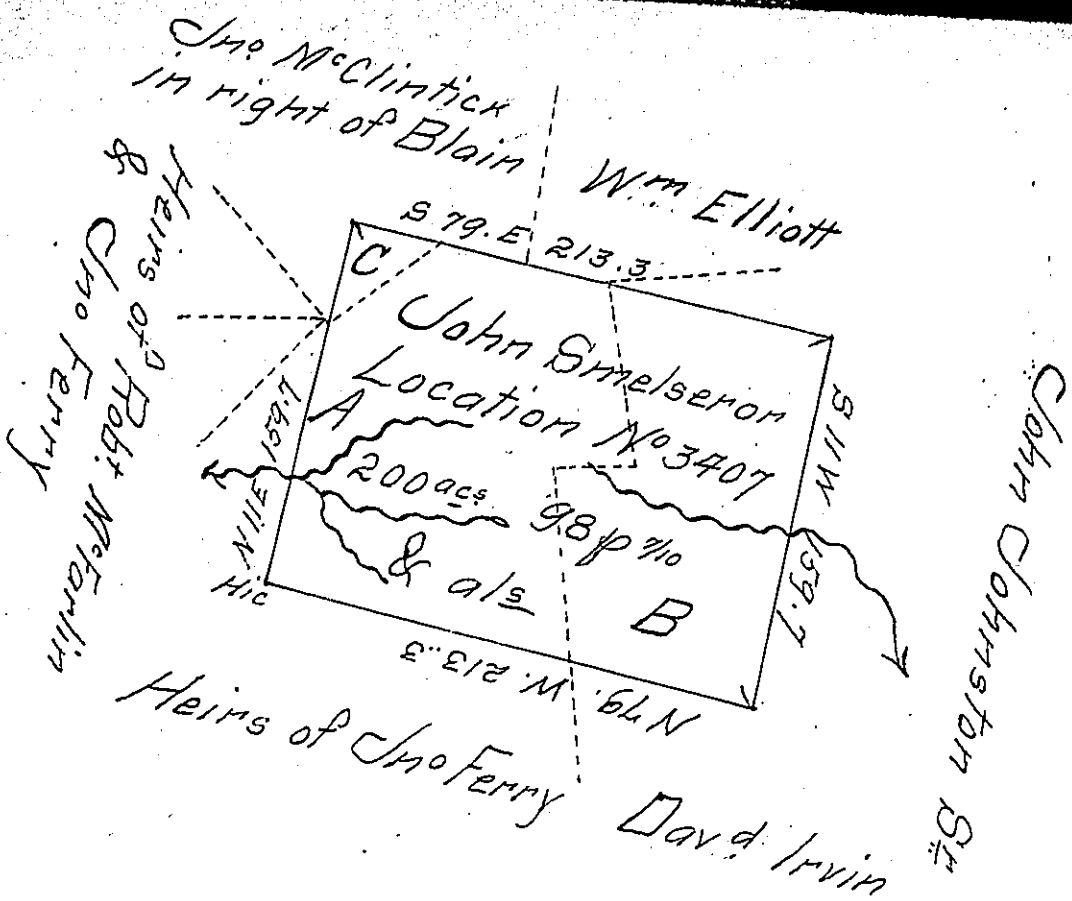 Jno McClintick
in right of Blain
Wm Elliott
Heirs of Robt McFarlin
&
Jno Ferry
S 79. E 213.3
C
John Smelseror
Location No 3407
A
200 acs 98 p 7/10
& als
B
S 11 W 159.7
N 11 E 159.7
Hic
N 79. W. 213..3
John Johnston Sr
Heirs of Jno Ferry
Davd Irvin